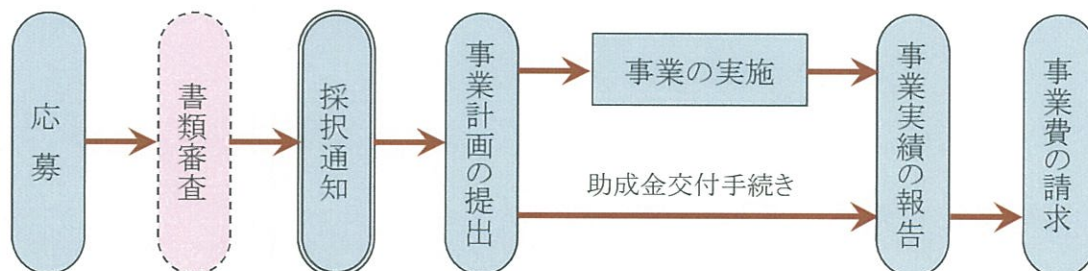 応募
書類審査
採択通知
事業計画の提出
事業の実施
助成金交付手続き
事業実績の報告
事業費の請求